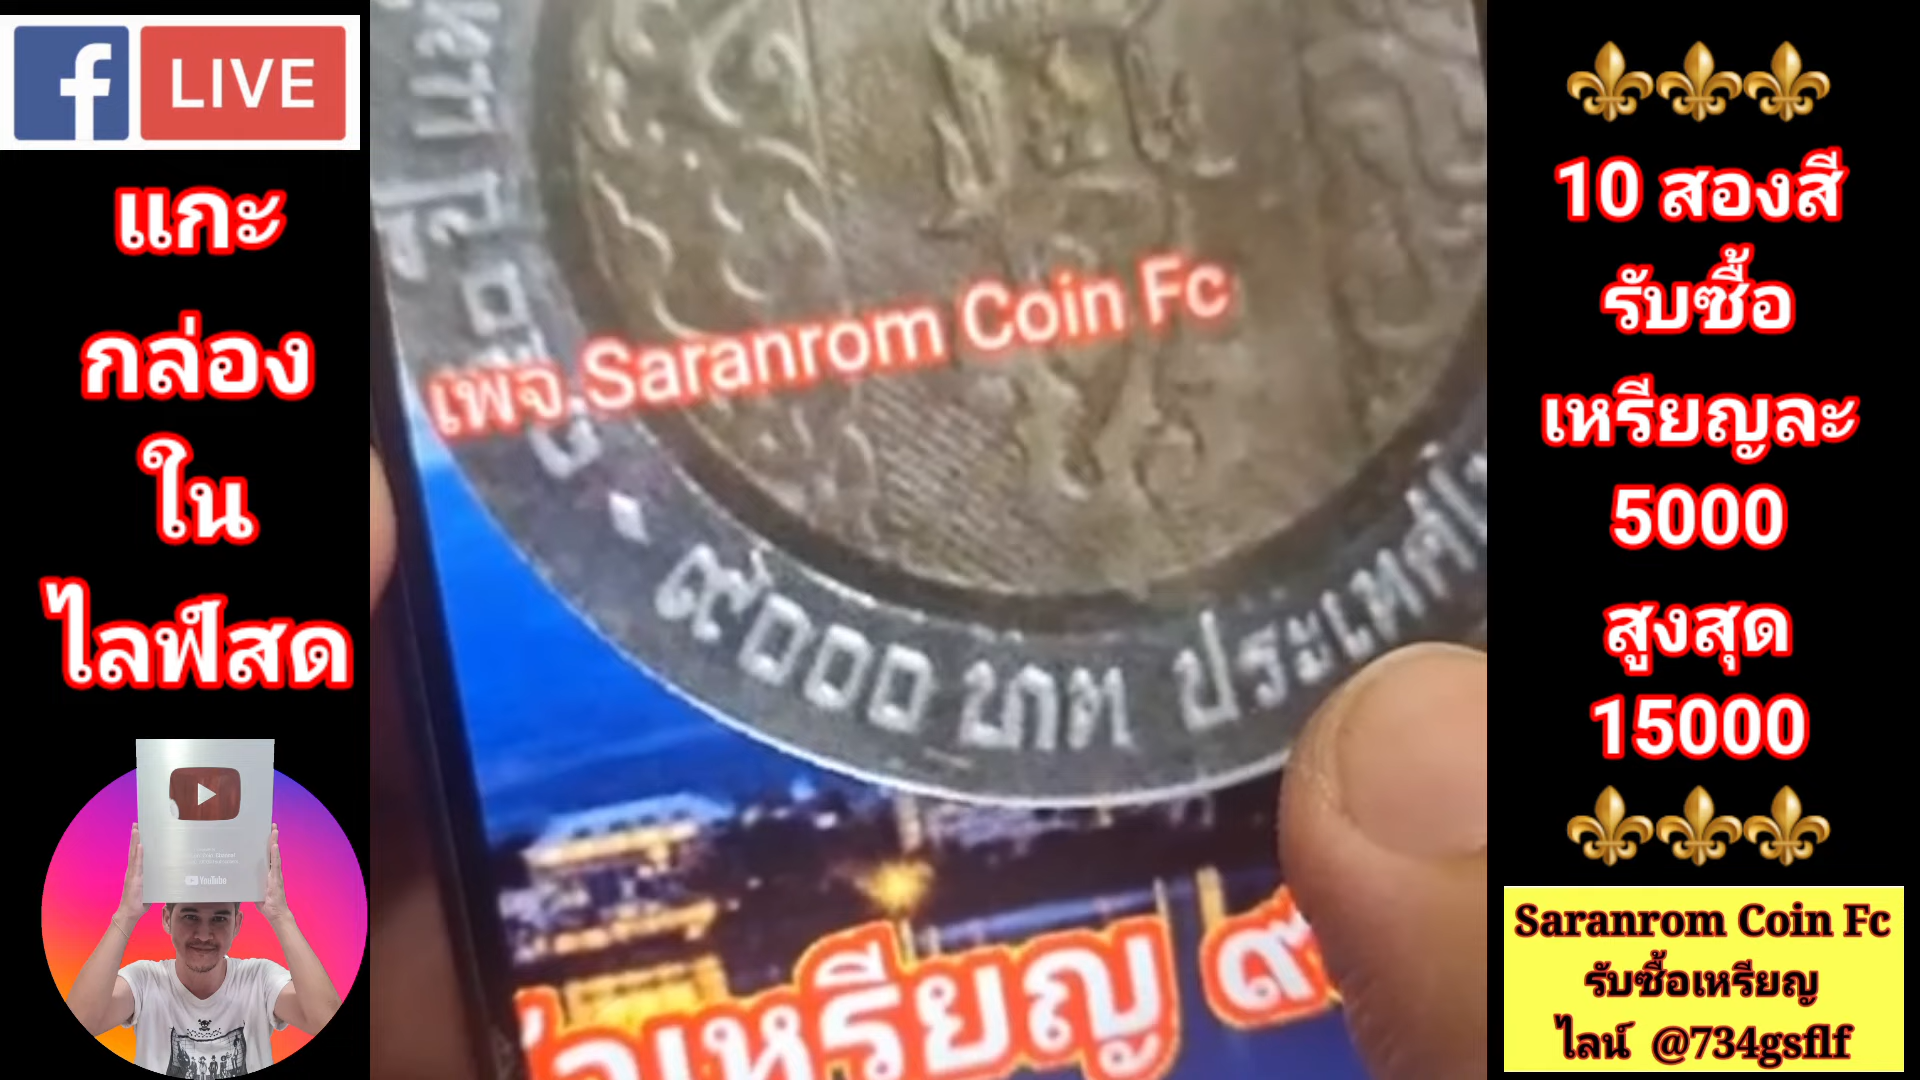 f LIVE
แกะ
กล่อง
ใน
ไลฟ์สด
YouTube
เพจ.Saranrom Coin Fc
๙๐๐๐ บาท ประเทศไ
เหรียญ ๙
10 สองสี
รับซื้อ
เหรียญละ
5000
สูงสุด
15000
Saranrom Coin Fc
รับซื้อเหรียญ
ไลน์ @734gsflf